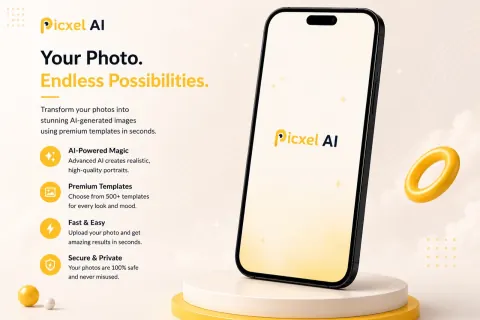 Picxel AI
Your Photo.
Endless Possibilities.
Transform your photos into
stunning AI-generated images
using premium templates in seconds.
AI-Powered Magic
Advanced AI creates realistic,
high-quality portraits.
Premium Templates
Choose from 500+ templates
for every look and mood.
Fast & Easy
Upload your photo and get
amazing results in seconds.
Secure & Private
Your photos are 100% safe
and never misused.
Picxel AI